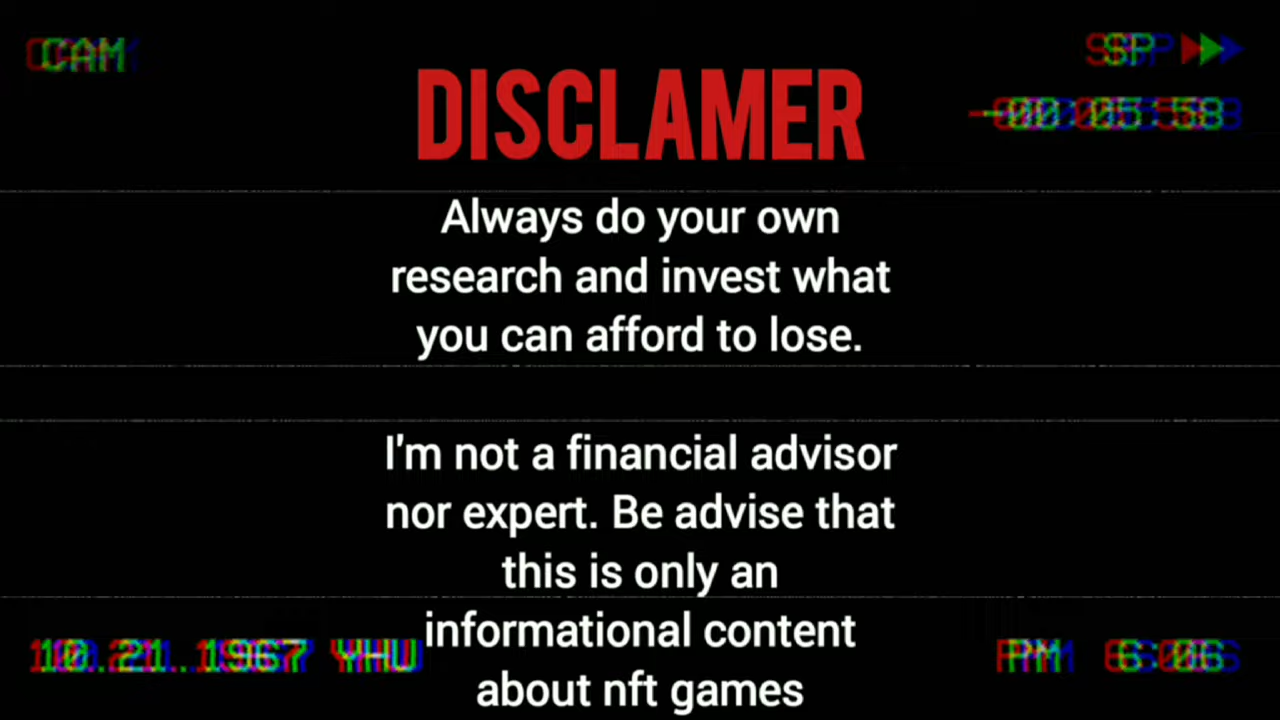 CAM
SP
-00:05:58
DISCLAMER
Always do your own
research and invest what
you can afford to lose.
I'm not a financial advisor
nor expert. Be advise that
this is only an
informational content
about nft games
10.21.1967 YHU
PM 6:06